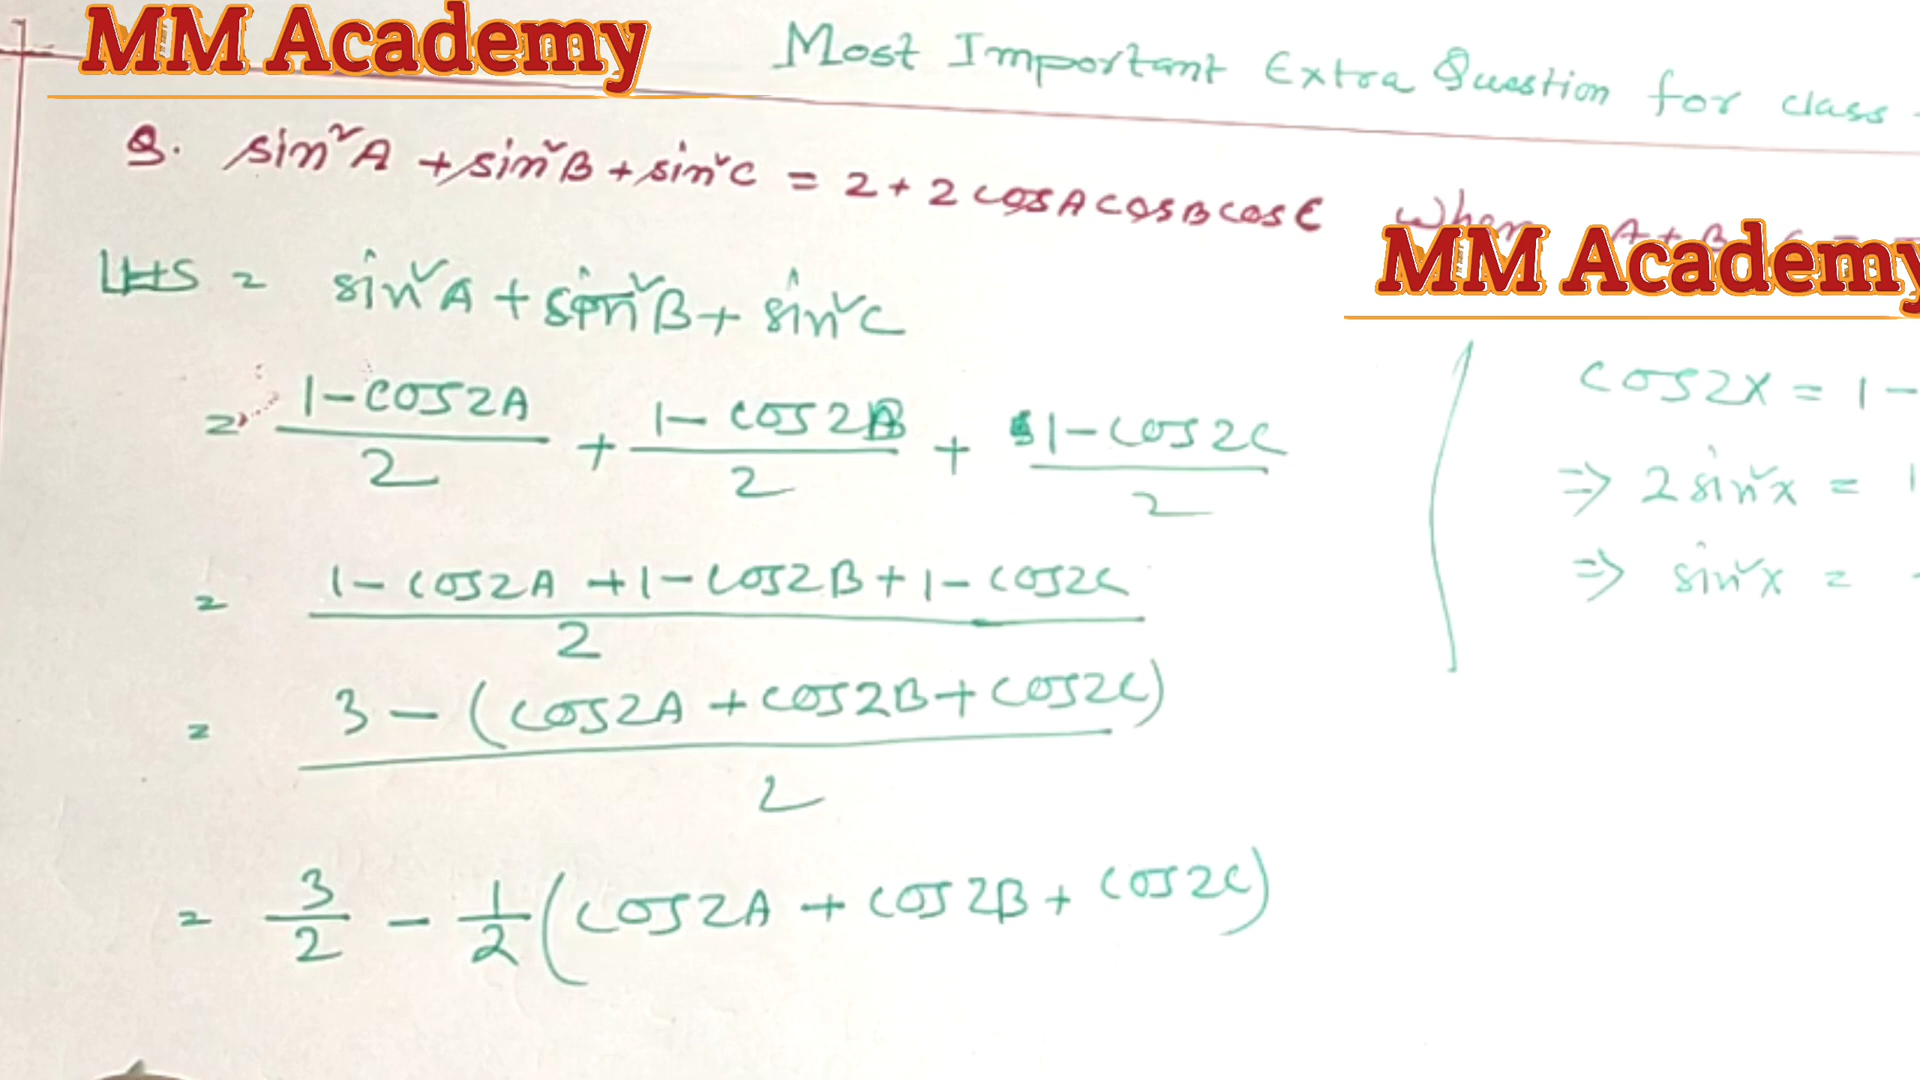 MM Academy
Most Important Extra Question for class
Q. sin²A + sin²B + sin²C = 2 + 2 cosA cosB cosC When A + B
MM Academy
LHS = sin²A + sin²B + sin²C
= (1-cos2A)/2 + (1-cos2B)/2 + (1-cos2C)/2
cos2x = 1 -
⇒ 2sin²x = 1
⇒ sin²x =
= (1-cos2A + 1-cos2B + 1-cos2C)/2
= (3 - (cos2A + cos2B + cos2C))/2
= 3/2 - 1/2 (cos2A + cos2B + cos2C)